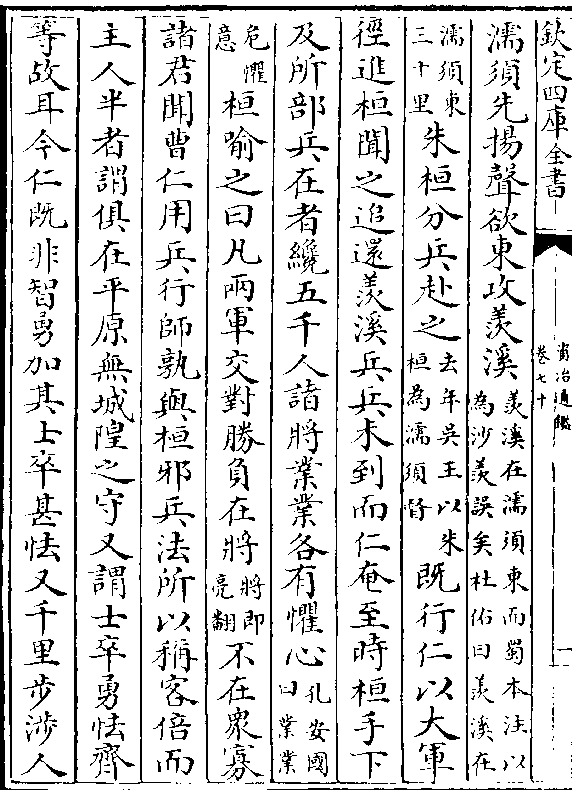 欽定四庫全書
資治通鑑
卷七十
一
濡須先揚聲欲東攻羡溪羡溪在濡須東而蜀本注以為沙羡誤矣杜佑曰羡溪在
濡須東三十里朱桓分兵赴之去年吳王以朱桓為濡須督既行仁以大軍
徑進桓聞之追還羡溪兵兵未到而仁奄至時桓手下
及所部兵在者纔五千人諸將業業各有懼心孔安國曰業業
危懼意桓喻之曰凡兩軍交對勝負在將將即亮翻不在衆寡
諸君聞曹仁用兵行師孰與桓邪兵法所以稱客倍而
主人半者謂俱在平原無城隍之守又謂士卒勇怯齊
等故耳今仁既非智勇加其士卒甚怯又千里步涉人